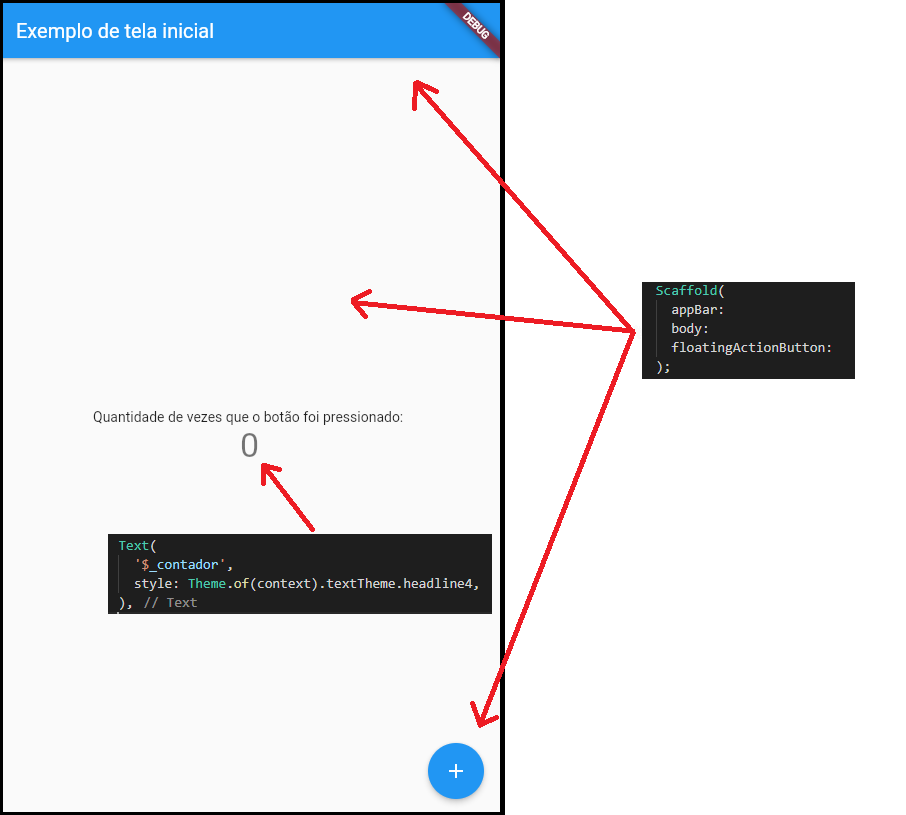 Exemplo de tela inicial
DEBUG
Scaffold(
appBar:
body:
floatingActionButton:
);
Quantidade de vezes que o botão foi pressionado:
0
Text(
'$_contador',
style: Theme.of(context).textTheme.headline4,
), // Text
+